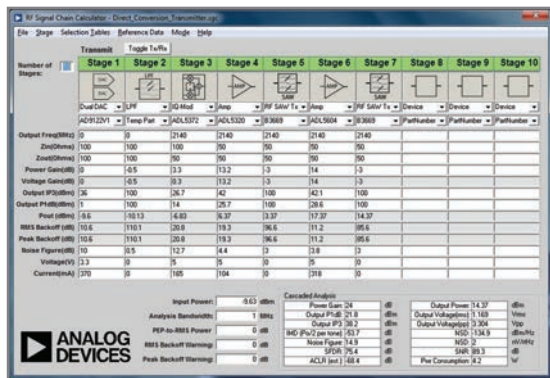 RF Signal Chain Calculator - Direct_Conversion_Transmitter.cgc
File Stage Selection Tables Reference Data Mode Help
Transmit Toggle Tx/Rx
Number of Stages:
Stage 1 Stage 2 Stage 3 Stage 4 Stage 5 Stage 6 Stage 7 Stage 8 Stage 9 Stage 10
DAC LPF AMP SAW AMP SAW
DAC
Dual DAC LPF IQ Mod Amp RF SAW Tx Amp RF SAW Tx Device Device Device
AD9122V1 Temp Part ADL5372 ADL5320 B3669 ADL5604 B3669 PartNumber PartNumber PartNumber
Output Freq(MHz) 0 0 2140 2140 2140 2140 2140
Zin(Ohms) 100 100 100 50 50 50 50
Zout(Ohms) 100 100 50 50 50 50 50
Power Gain(dB) 0 -0.5 3.3 13.2 -3 14 -3
Voltage Gain(dB) 0 -0.5 0.3 13.2 -3 14 -3
Output IP3(dBm) 36 100 26.7 42 100 42.1 100
Output P1dB(dBm) 1 100 14 25.7 100 28.6 100
Pout (dBm) -9.6 -10.13 -6.83 6.37 3.37 17.37 14.37
RMS Backoff (dB) 10.6 110.1 20.8 19.3 96.6 11.2 85.6
Peak Backoff (dB) 10.6 110.1 20.8 19.3 96.6 11.2 85.6
Noise Figure(dB) 10 0.5 12.7 4.4 3 3.8 3
Voltage(V) 3.3 0 5 5 0 5 0
Current(mA) 370 0 165 104 0 318 0
Input Power: -9.63 dBm
Analysis Bandwidth: 1 MHz
PEP-to-RMS Power 0 dB
RMS Backoff Warning: 0 dB
Peak Backoff Warning: 0 dB
Cascaded Analysis
Power Gain: 24 dB Output Power: 14.37 dBm
Output P1dB: 21.8 dBm Output Voltage(rms): 1.169 Vrms
Output IP3: 38.2 dBm Output Voltage(pp): 3.304 Vpp
IMD (Po/2 per tone) -53.7 dB NSD -134.9 dBm/Hz
Noise Figure 14.9 dB NSD: 2 nV/rtHz
SFDR: 75.4 dB SNR: 89.3 dB
ACLR (est.) -68.4 dB Pwr Consumption: 4.2 W
ANALOG
DEVICES